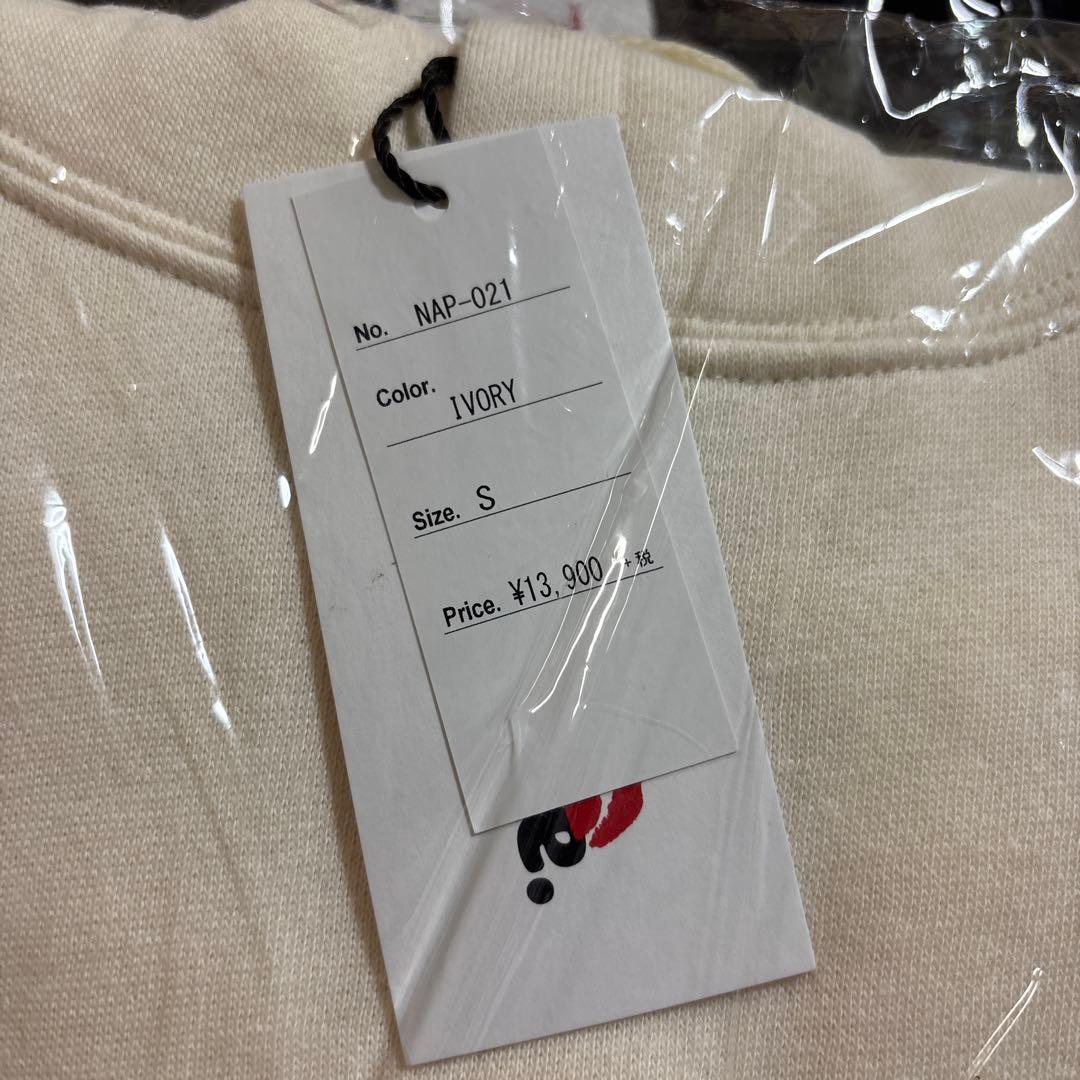 No. NAP-021
Color. IVORY
Size. S
Price. ¥13,900 +税